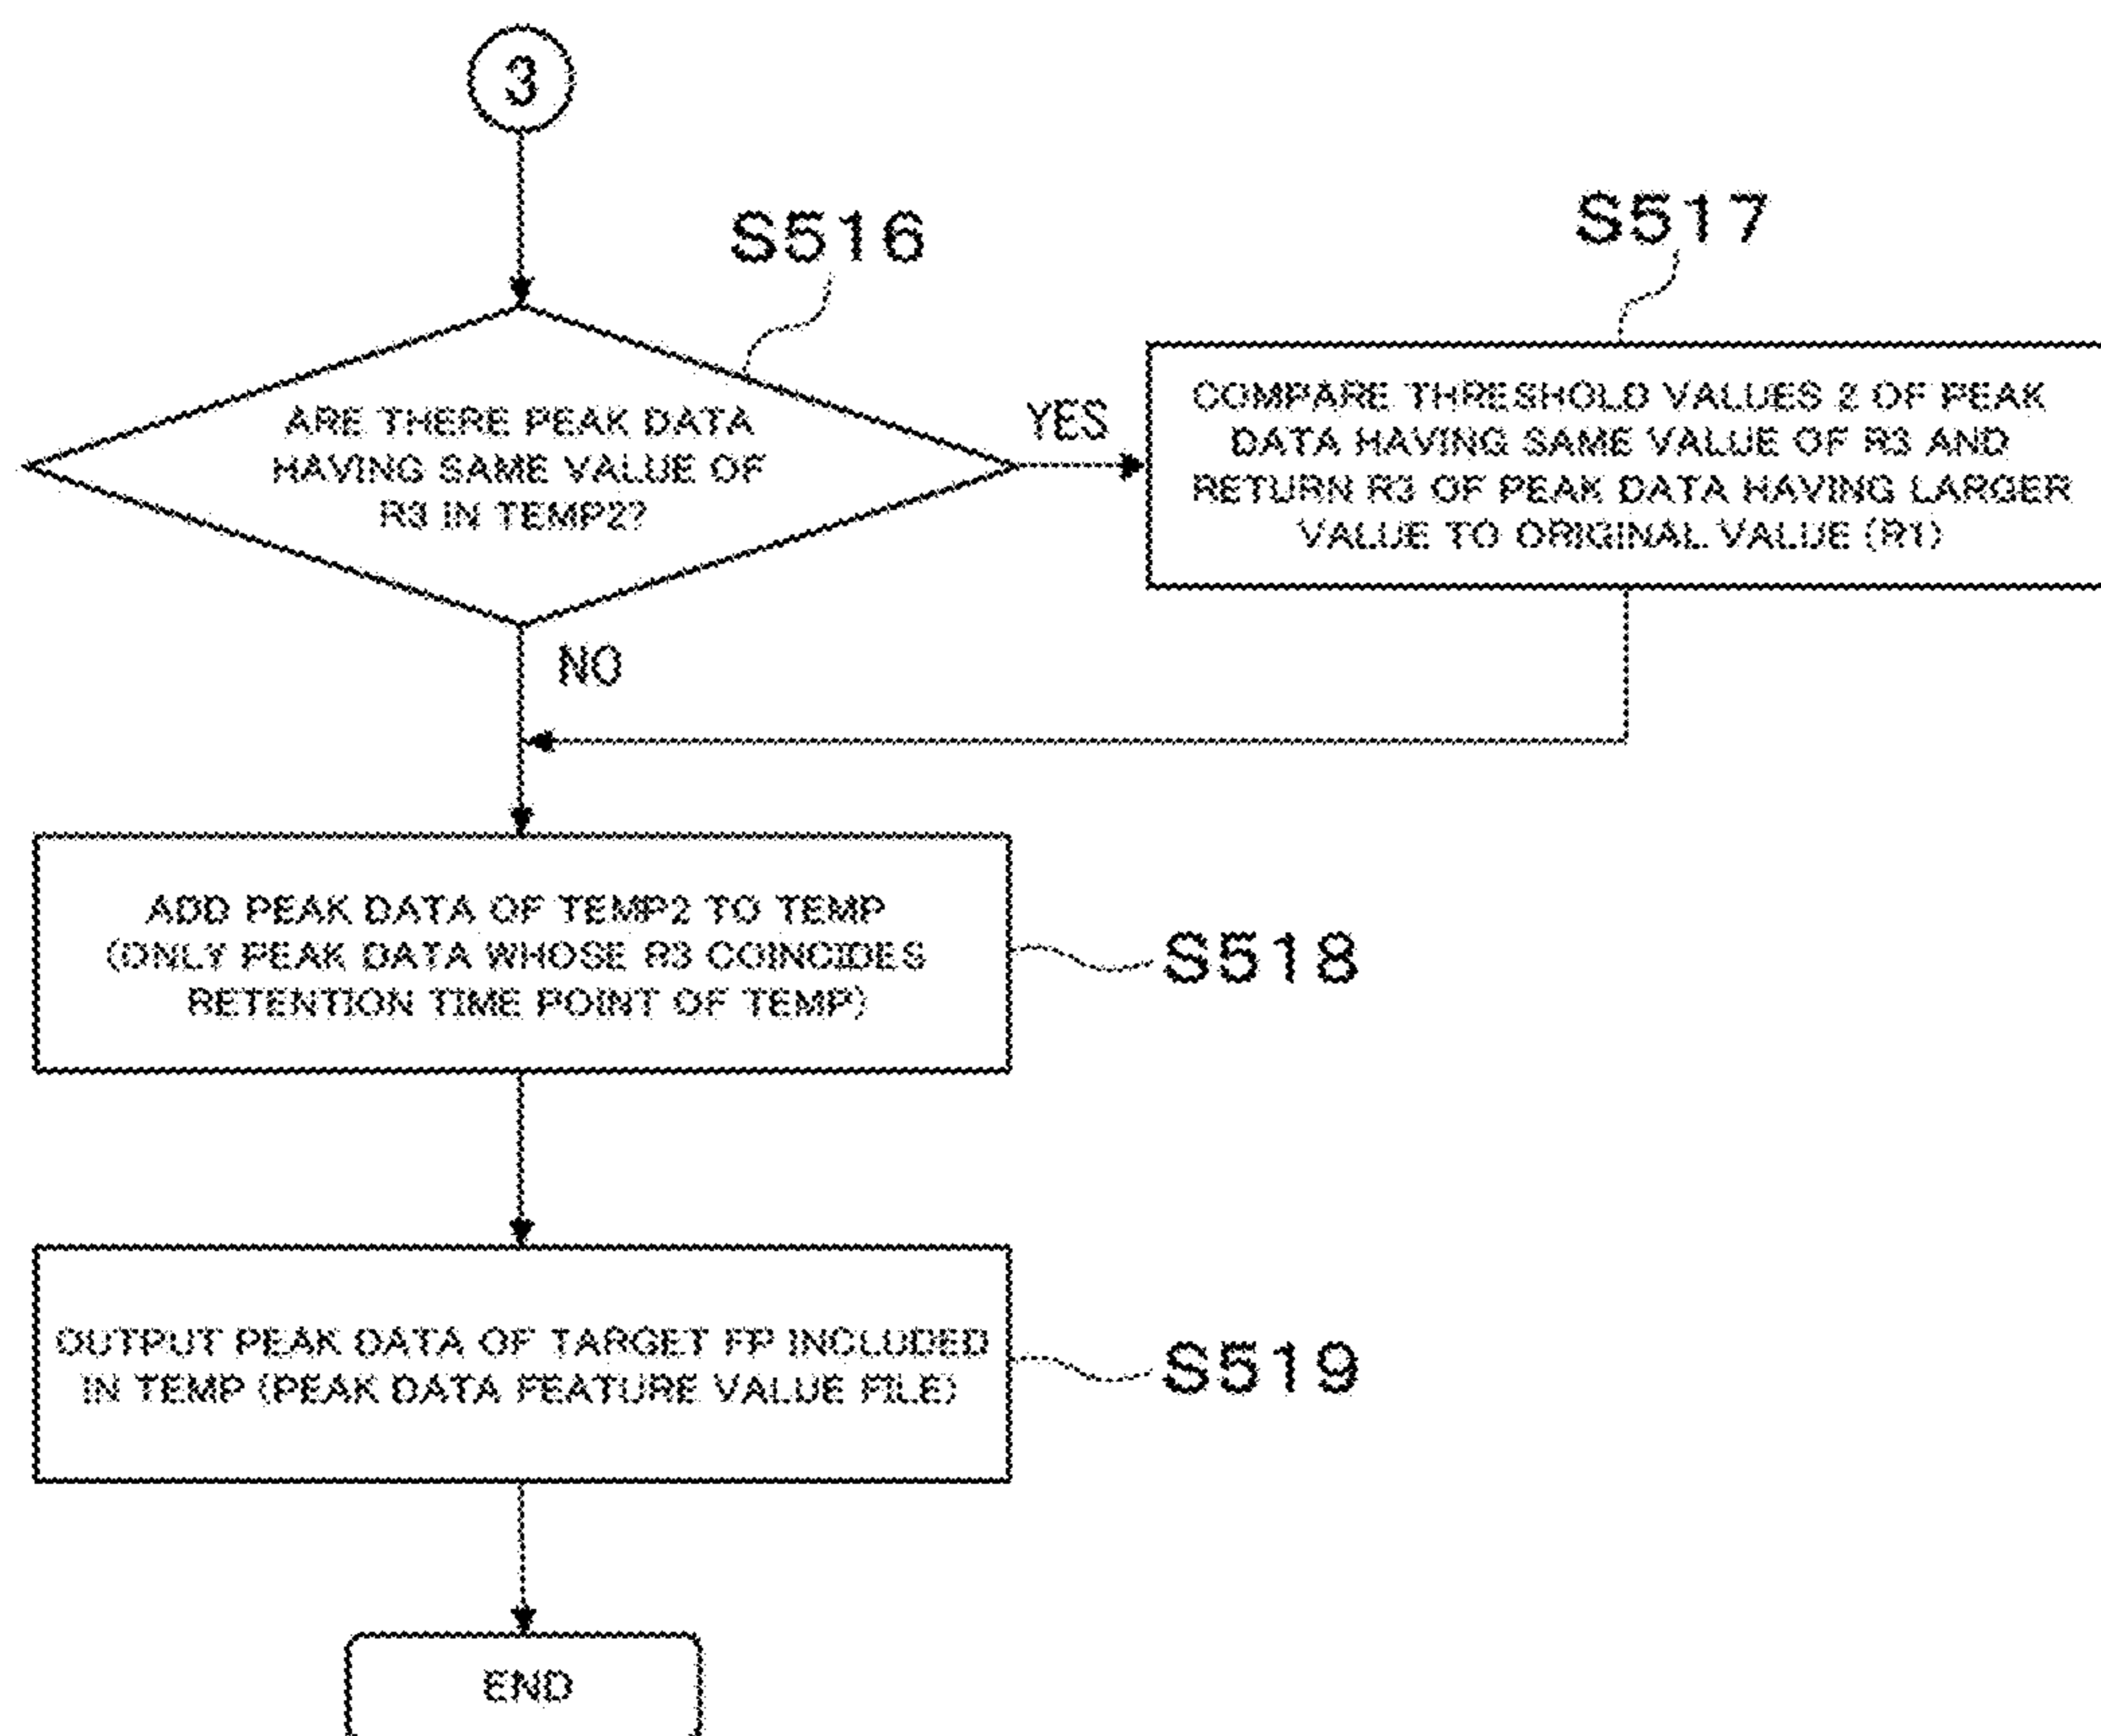 3
S516
S517
ARE THERE PEAK DATA
HAVING SAME VALUE OF
R3 IN TEMP2?
YES
COMPARE THRESHOLD VALUES 2 OF PEAK
DATA HAVING SAME VALUE OF R3 AND
RETURN R3 OF PEAK DATA HAVING LARGER
VALUE TO ORIGINAL VALUE (R1)
NO
ADD PEAK DATA OF TEMP2 TO TEMP
(ONLY PEAK DATA WHOSE R3 COINCIDES
RETENTION TIME POINT OF TEMP)
S518
OUTPUT PEAK DATA OF TARGET FP INCLUDED
IN TEMP (PEAK DATA FEATURE VALUE FILE)
S519
END